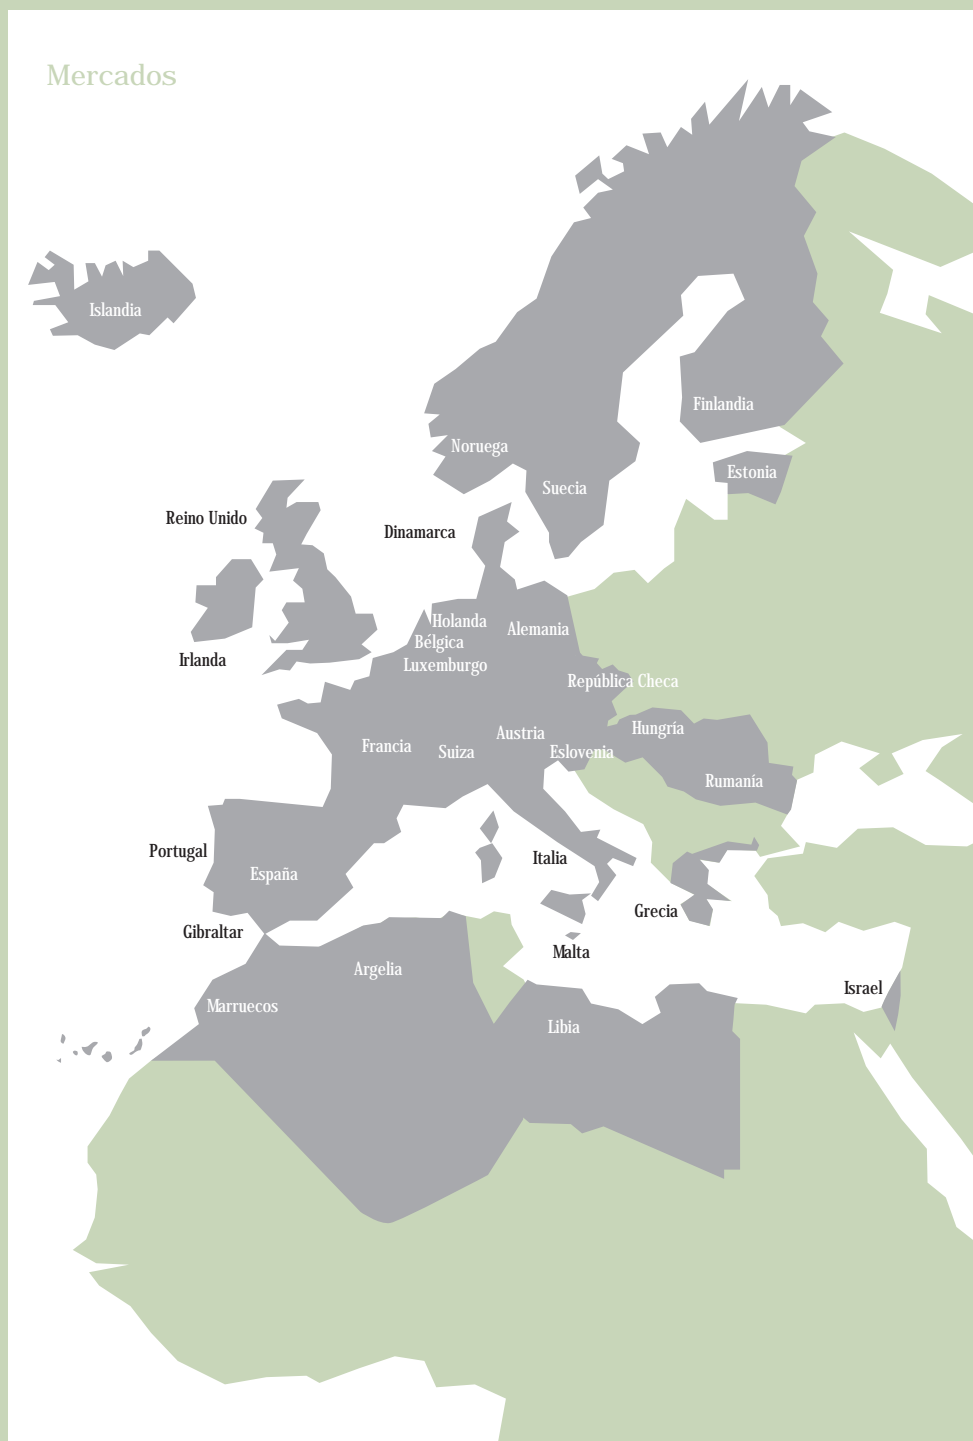 Mercados
Islandia
Finlandia
Noruega
Estonia
Suecia
Reino Unido
Dinamarca
Holanda
Alemania
Bélgica
Irlanda
Luxemburgo
República Checa
Hungría
Austria
Francia
Suiza
Eslovenia
Rumanía
Portugal
Italia
España
Grecia
Gibraltar
Malta
Argelia
Israel
Marruecos
Libia